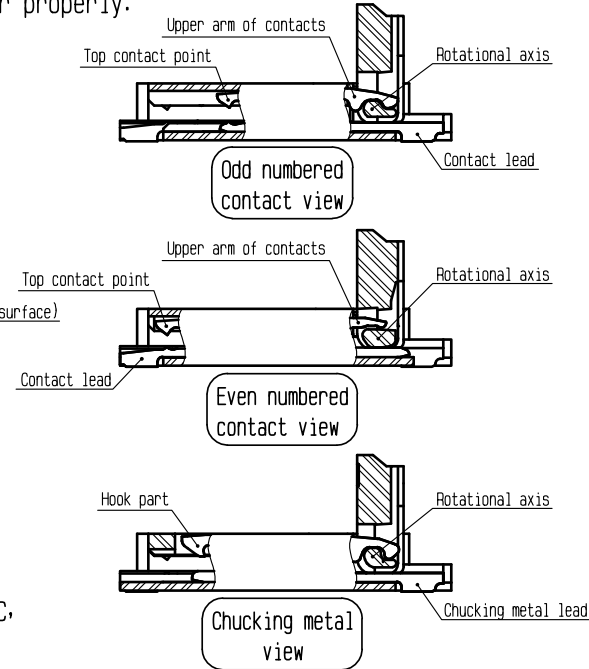 r properly.
Upper arm of contacts
Top contact point
Rotational axis
Contact lead
Odd numbered
contact view
Upper arm of contacts
Top contact point
Rotational axis
surface)
Contact lead
Even numbered
contact view
Hook part
Rotational axis
C,
Chucking metal lead
Chucking metal
view